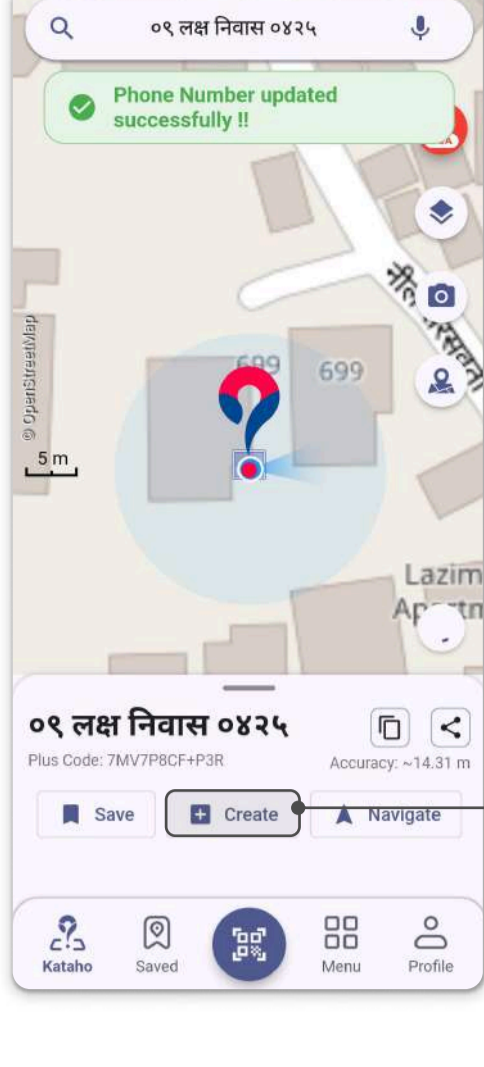 ०९ लक्ष निवास ०४२५
Phone Number updated
successfully !!
© OpenStreetMap
699
699
5 m
Lazim
०९ लक्ष निवास ०४२५
Plus Code: 7MV7P8CF+P3R
Accuracy: ~14.31 m
Save
Create
Navigate
Kataho
Saved
Menu
Profile